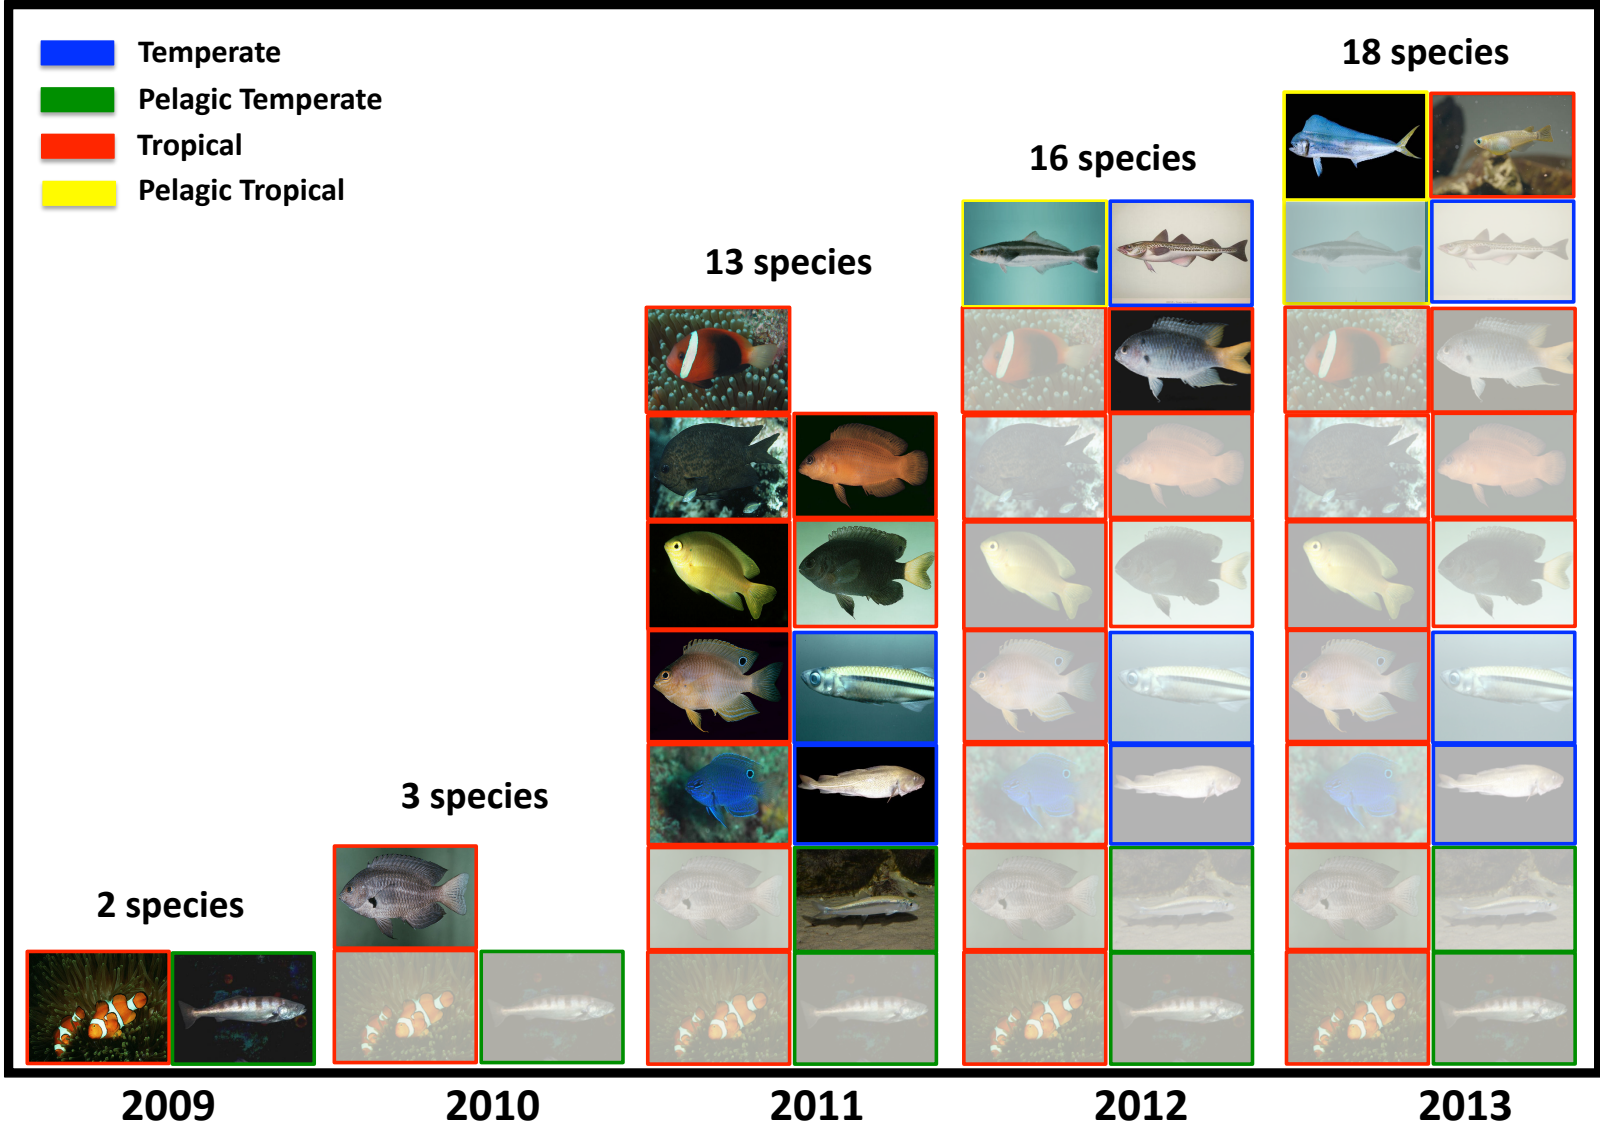 Temperate
Pelagic Temperate
Tropical
Pelagic Tropical
18 species
16 species
13 species
3 species
2 species
2009
2010
2011
2012
2013